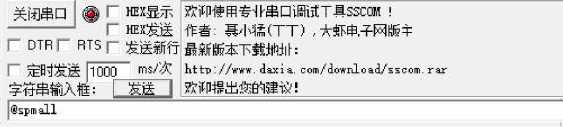 关闭串口 HEX显示 欢迎使用专业串口调试工具SSCOM !
HEX发送 作者: 聂小猛(丁丁) ,大虾电子网版主
DTR RTS 发送新行 最新版本下载地址:
定时发送 1000 ms/次 http://www.daxia.com/download/sscom.rar
字符串输入框: 发送 欢迎提出您的建议!
@spmall